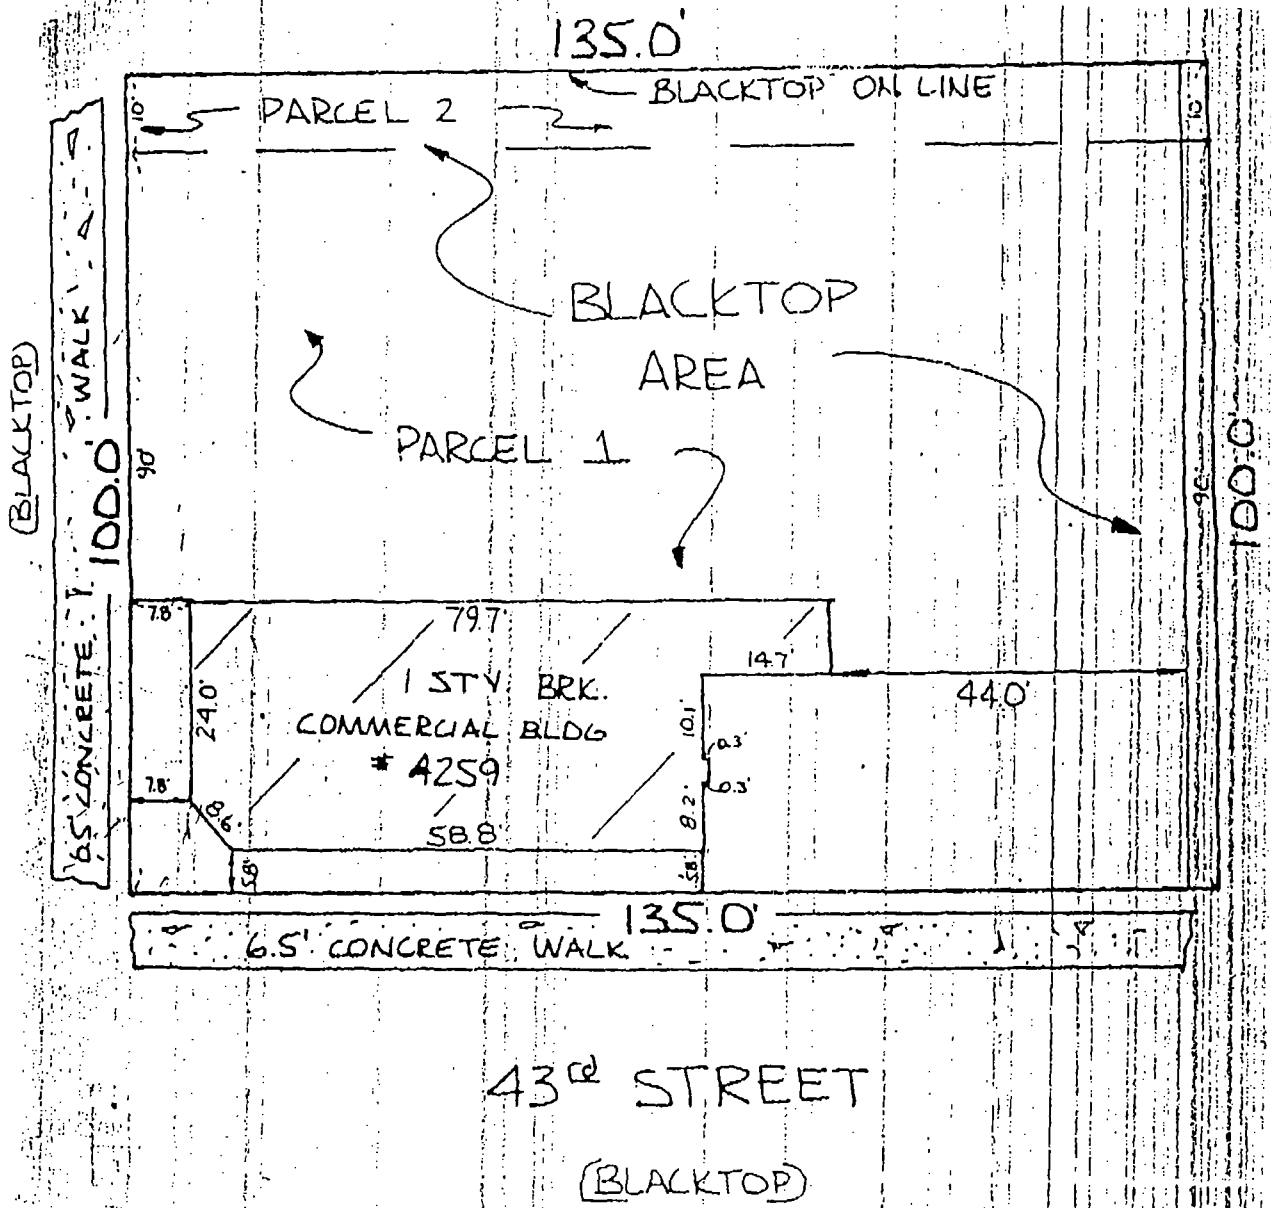 135.0'
BLACKTOP ON LINE
10'
PARCEL 2
10'
BLACKTOP
AREA
(BLACKTOP)
6.5' CONCRETE WALK
100.0'
90'
PARCEL 1
90'
100.0'
7.8'
79.7'
14.7'
44.0'
24.0'
1 STY BRK.
COMMERCIAL BLDG
# 4259
10.1'
0.3'
0.3'
8.2'
7.8'
8.6'
58.8'
5.8'
5.8'
135.0'
6.5' CONCRETE WALK
43rd STREET
(BLACKTOP)